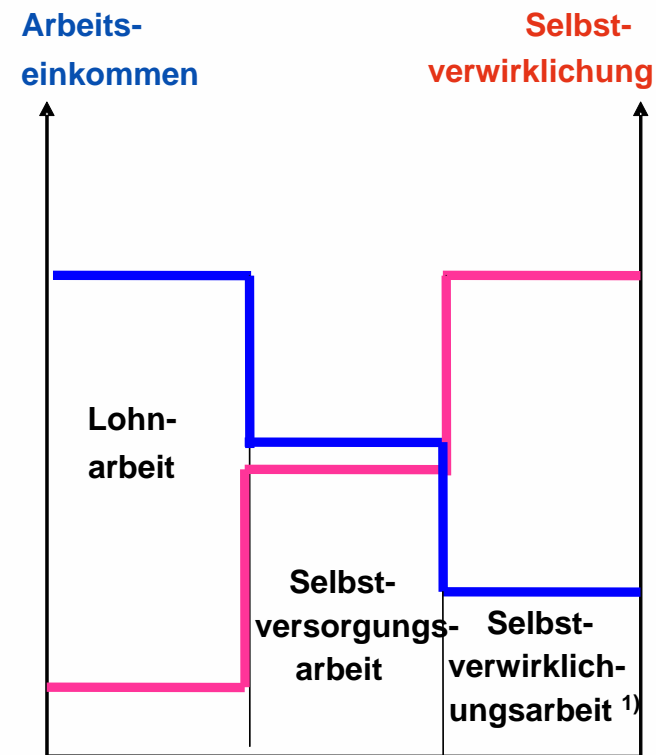 Arbeits-
einkommen
Selbst-
verwirklichung
Lohn-
arbeit
Selbst-
versorgungs-
arbeit
Selbst-
verwirklich-
ungsarbeit 1)